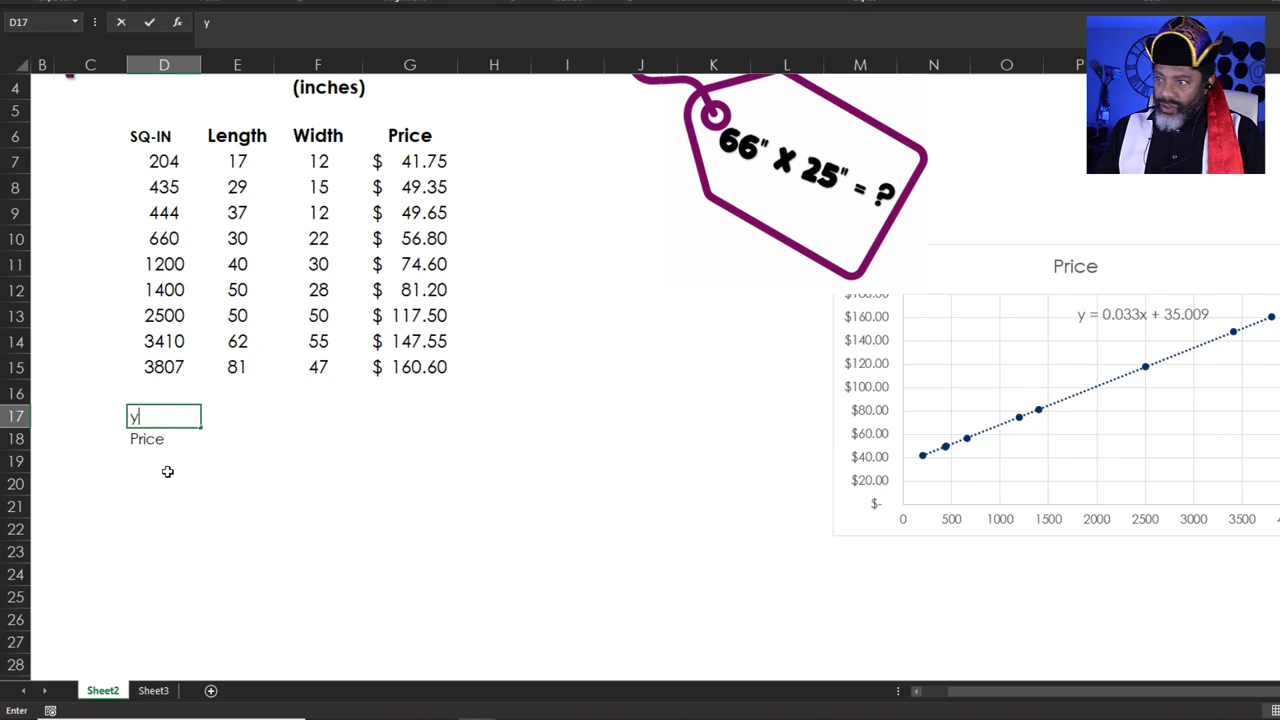 D17 y
B C D E F G H I J K L M N O P
4 (inches)
5
6 SQ-IN Length Width Price
7 204 17 12 $ 41.75
8 435 29 15 $ 49.35
9 444 37 12 $ 49.65
10 660 30 22 $ 56.80
11 1200 40 30 $ 74.60
12 1400 50 28 $ 81.20
13 2500 50 50 $ 117.50
14 3410 62 55 $ 147.55
15 3807 81 47 $ 160.60
16
17 y
18 Price
19
20
21
22
23
24
25
26
27
28
66" X 25" = ?
Price
y = 0.033x + 35.009
$180.00
$160.00
$140.00
$120.00
$100.00
$80.00
$60.00
$40.00
$20.00
$-
0 500 1000 1500 2000 2500 3000 3500
Sheet2 Sheet3
Enter